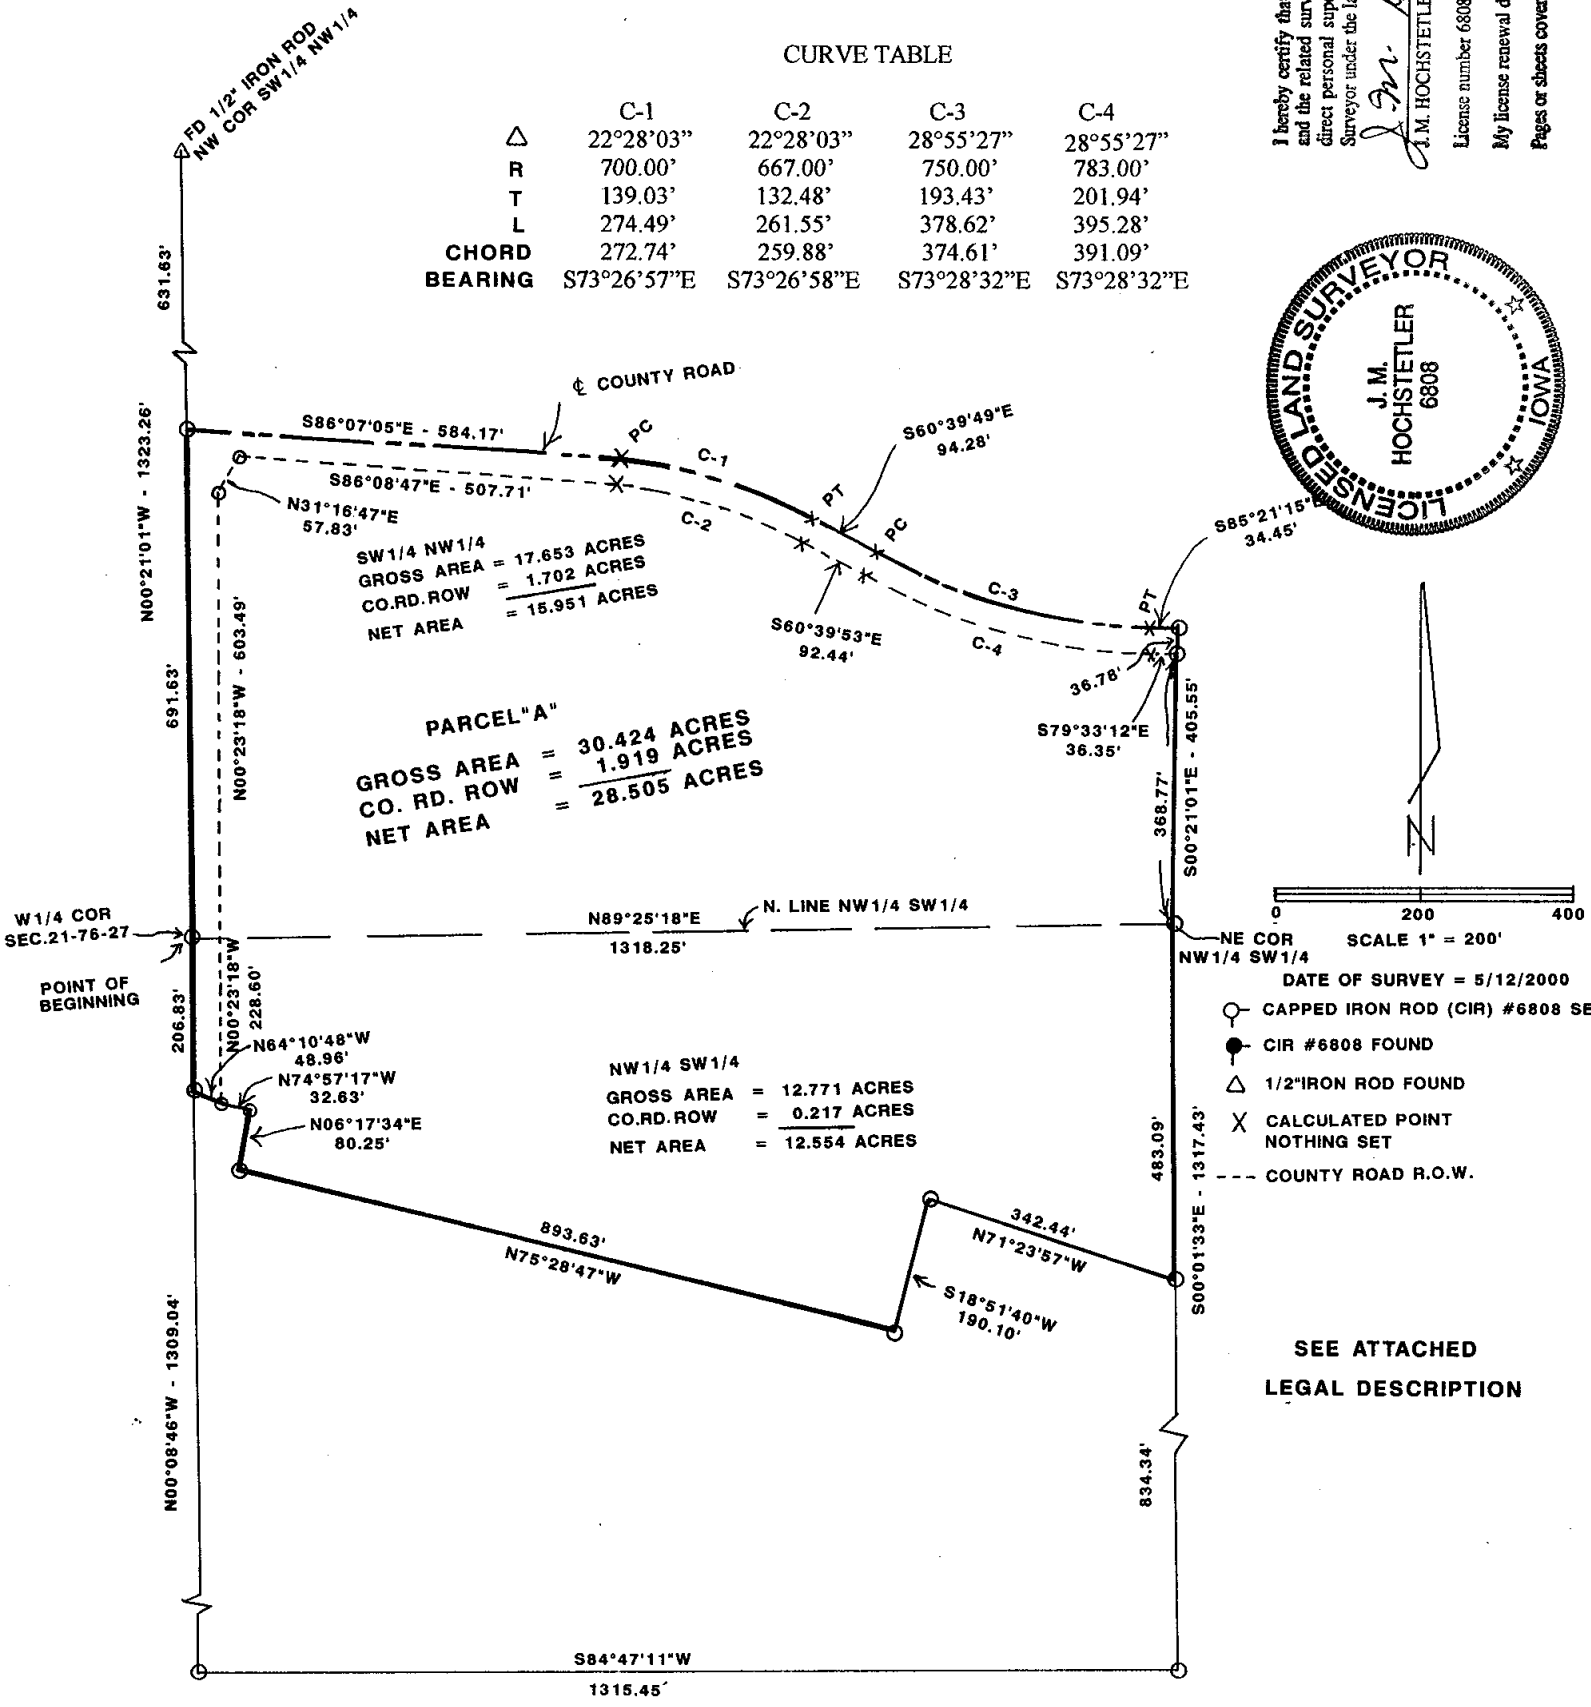 FD 1/2" IRON ROD
NW COR SW1/4 NW1/4
CURVE TABLE
C-1 C-2 C-3 C-4
△ 22°28'03" 22°28'03" 28°55'27" 28°55'27"
R 700.00' 667.00' 750.00' 783.00'
T 139.03' 132.48' 193.43' 201.94'
L 274.49' 261.55' 378.62' 395.28'
CHORD 272.74' 259.88' 374.61' 391.09'
BEARING S73°26'57"E S73°26'58"E S73°28'32"E S73°28'32"E
I hereby certify that
and the related surv
direct personal supe
Surveyor under the la
J.M. HOCHSTETLE
License number 6808
My license renewal d
Pages or sheets cover
LICENSED LAND SURVEYOR
J. M.
HOCHSTETLER
6808
IOWA
631.63'
N00°21'01"W - 1323.26'
691.63'
℄ COUNTY ROAD
S86°07'05"E - 584.17'
PC
C-1
PT
PC
S60°39'49"E
94.28'
S86°08'47"E - 507.71'
C-2
N31°16'47"E
57.83'
SW1/4 NW1/4
GROSS AREA = 17.653 ACRES
CO.RD.ROW = 1.702 ACRES
NET AREA = 15.951 ACRES
N00°23'18"W - 603.49'
S60°39'53"E
92.44'
C-3
C-4
PT
S85°21'15"E
34.45'
36.78'
S79°33'12"E
36.35'
368.77'
S00°21'01"E - 405.55'
PARCEL"A"
GROSS AREA = 30.424 ACRES
CO. RD. ROW = 1.919 ACRES
NET AREA = 28.505 ACRES
N
0 200 400
SCALE 1" = 200'
W1/4 COR
SEC.21-76-27
POINT OF
BEGINNING
N89°25'18"E
1318.25'
N. LINE NW1/4 SW1/4
NE COR
NW1/4 SW1/4
DATE OF SURVEY = 5/12/2000
CAPPED IRON ROD (CIR) #6808 SE
CIR #6808 FOUND
1/2"IRON ROD FOUND
X CALCULATED POINT
NOTHING SET
--- COUNTY ROAD R.O.W.
206.83'
N00°23'18"W
228.60'
N64°10'48"W
48.96'
N74°57'17"W
32.63'
N06°17'34"E
80.25'
NW1/4 SW1/4
GROSS AREA = 12.771 ACRES
CO.RD.ROW = 0.217 ACRES
NET AREA = 12.554 ACRES
893.63'
N75°28'47"W
342.44'
N71°23'57"W
S18°51'40"W
190.10'
483.09'
S00°01'33"E - 1317.43'
834.34'
N00°08'46"W - 1309.04'
SEE ATTACHED
LEGAL DESCRIPTION
S84°47'11"W
1315.45'